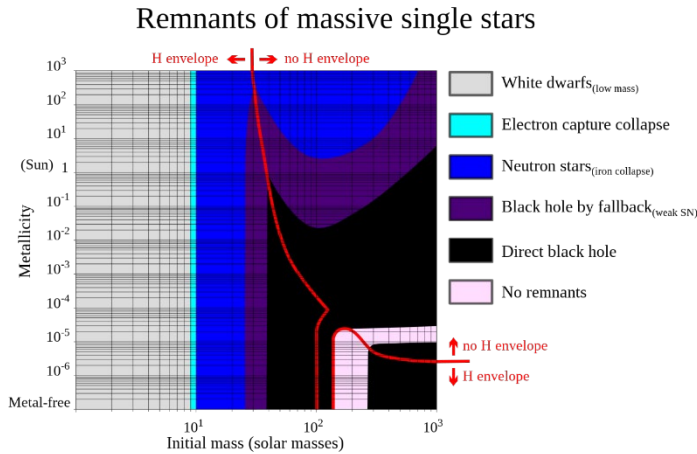 Remnants of massive single stars
H envelope no H envelope
10³
10²
10¹
(Sun) 1
10⁻¹
10⁻²
10⁻³
10⁻⁴
10⁻⁵
10⁻⁶
Metal-free
Metallicity
10¹ 10² 10³
Initial mass (solar masses)
White dwarfs(low mass)
Electron capture collapse
Neutron stars(iron collapse)
Black hole by fallback(weak SN)
Direct black hole
No remnants
no H envelope
H envelope